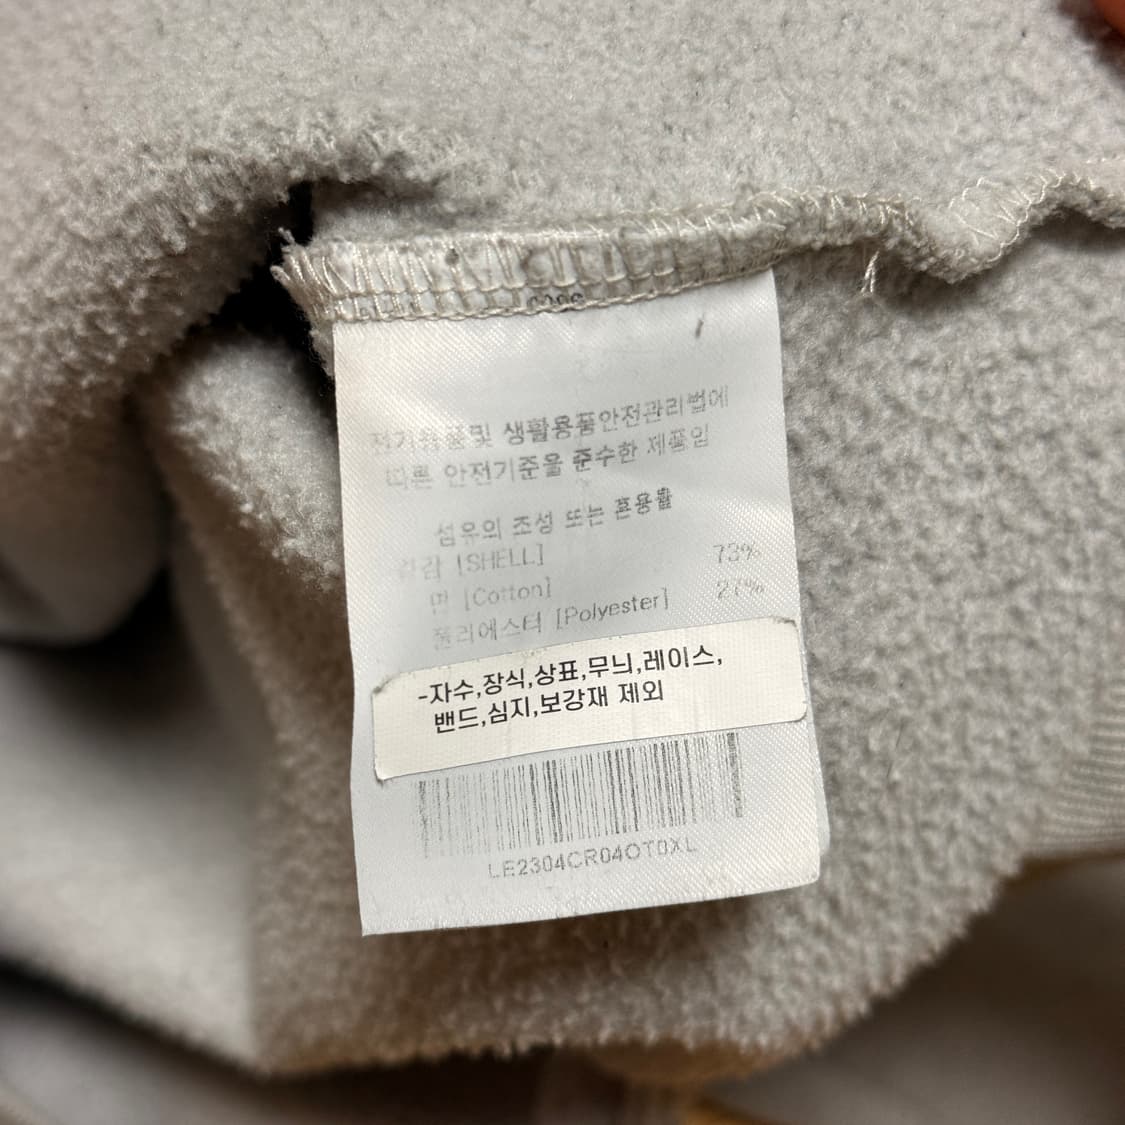 전기용품및 생활용품안전관리법에
따른 안전기준을 준수한 제품임
섬유의 조성 또는 혼용률
겉감 [SHELL]
면 [Cotton] 73%
폴리에스터 [Polyester] 27%
-자수,장식,상표,무늬,레이스,
밴드,심지,보강재 제외
LE2304CR04OT0XL